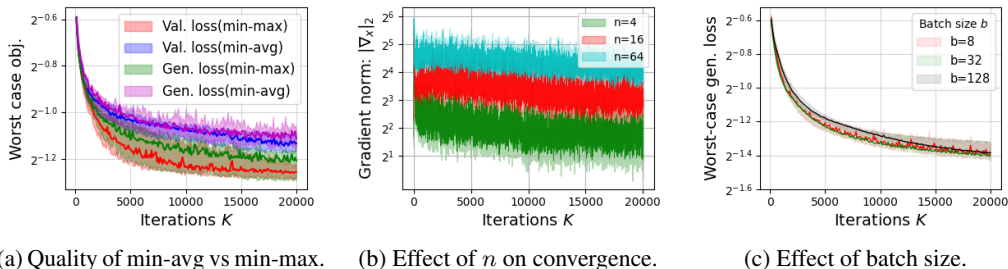 2^-0.6
2^-0.8
2^-1.0
2^-1.2
Worst case obj.
Val. loss(min-max)
Val. loss(min-avg)
Gen. loss(min-max)
Gen. loss(min-avg)
0 5000 10000 15000 20000
Iterations K
(a) Quality of min-avg vs min-max.
2^6
2^5
2^4
2^3
2^2
2^1
Gradient norm: |∇x|2
n=4
n=16
n=64
0 5000 10000 15000 20000
Iterations K
(b) Effect of n on convergence.
2^-0.6
2^-0.8
2^-1.0
2^-1.2
2^-1.4
2^-1.6
Worst-case gen. loss
Batch size b
b=8
b=32
b=128
0 5000 10000 15000 20000
Iterations K
(c) Effect of batch size.